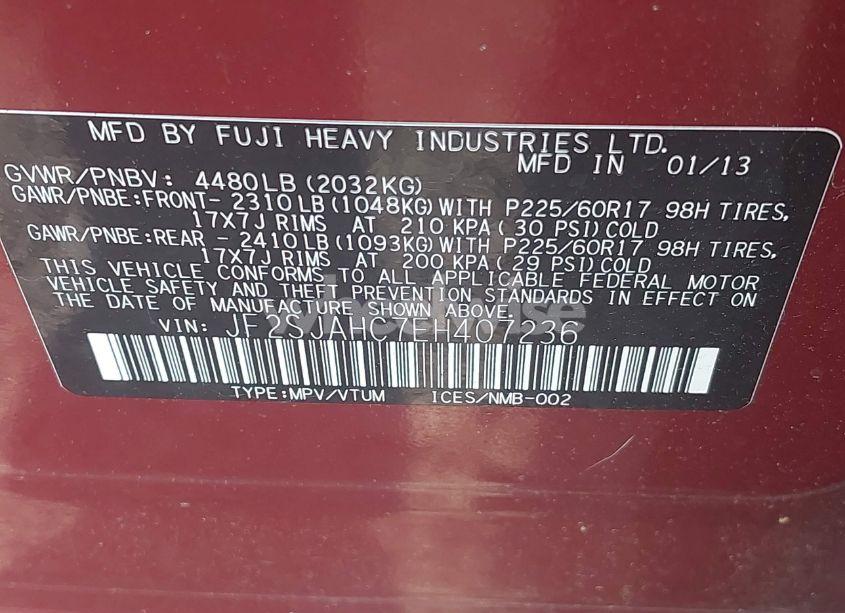 MFD BY FUJI HEAVY INDUSTRIES LTD.
MFD IN 01/13
GVWR/PNBV: 4480LB (2032KG)
GAWR/PNBE:FRONT- 2310LB (1048KG) WITH P225/60R17 98H TIRES,
17X7J RIMS AT 210 KPA( 30 PSI) COLD
GAWR/PNBE:REAR - 2410LB (1093KG) WITH P225/60R17 98H TIRES,
17X7J RIMS AT 200 KPA( 29 PSI) COLD
THIS VEHICLE CONFORMS TO ALL APPLICABLE FEDERAL MOTOR
VEHICLE SAFETY AND THEFT PREVENTION STANDARDS IN EFFECT ON
THE DATE OF MANUFACTURE SHOWN ABOVE.
VIN: JF2SJAHC7EH407236
TYPE:MPV/VTUM ICES/NMB-002